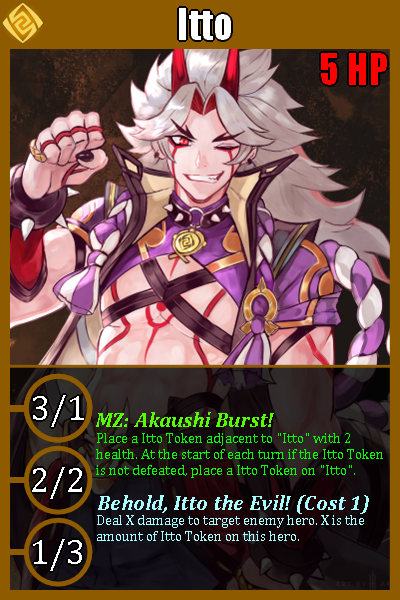 Itto
5 HP
3/1
MZ: Akaushi Burst!
Place a Itto Token adjacent to "Itto" with 2
health. At the start of each turn if the Itto Token
is not defeated, place a Itto Token on "Itto".
2/2
Behold, Itto the Evil! (Cost 1)
Deal X damage to target enemy hero. X is the
amount of Itto Token on this hero.
1/3